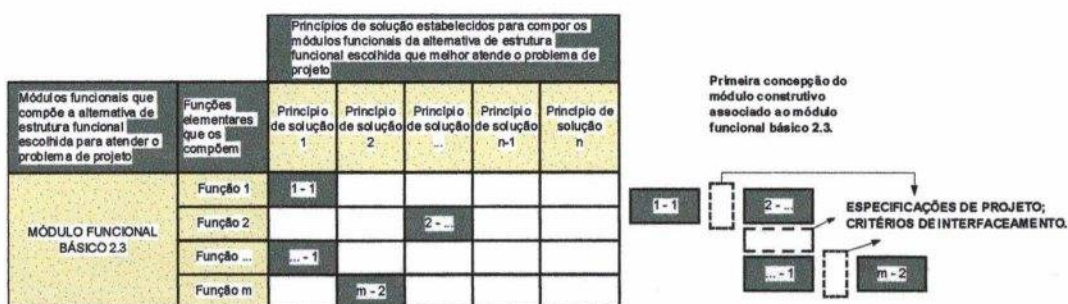 Princípios de solução estabelecidos para compor os
módulos funcionais da alternativa de estrutura
funcional escolhida que melhor atende o problema de
projeto
Módulos funcionais que
compõe a alternativa de
estrutura funcional
escolhida para atender o
problema de projeto
Funções
elementares
que os
compõem
Princípio
de solução
1
Princípio
de solução
2
Princípio
de solução
...
Princípio
de solução
n-1
Princípio de
solução
n
MÓDULO FUNCIONAL
BÁSICO 2.3
Função 1
1 - 1
Função 2
2 - ...
Função ...
... - 1
Função m
m - 2
Primeira concepção do
módulo construtivo
associado ao módulo
funcional básico 2.3.
1 - 1
2 - ...
ESPECIFICAÇÕES DE PROJETO;
CRITÉRIOS DE INTERFACEAMENTO.
... - 1
m - 2